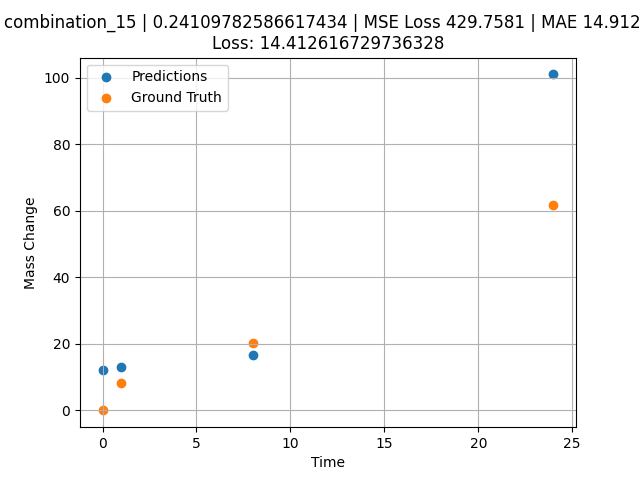 combination_15 | 0.24109782586617434 | MSE Loss 429.7581 | MAE 14.912
Loss: 14.412616729736328
Predictions
Ground Truth
100
80
60
40
20
0
Mass Change
0 5 10 15 20 25
Time